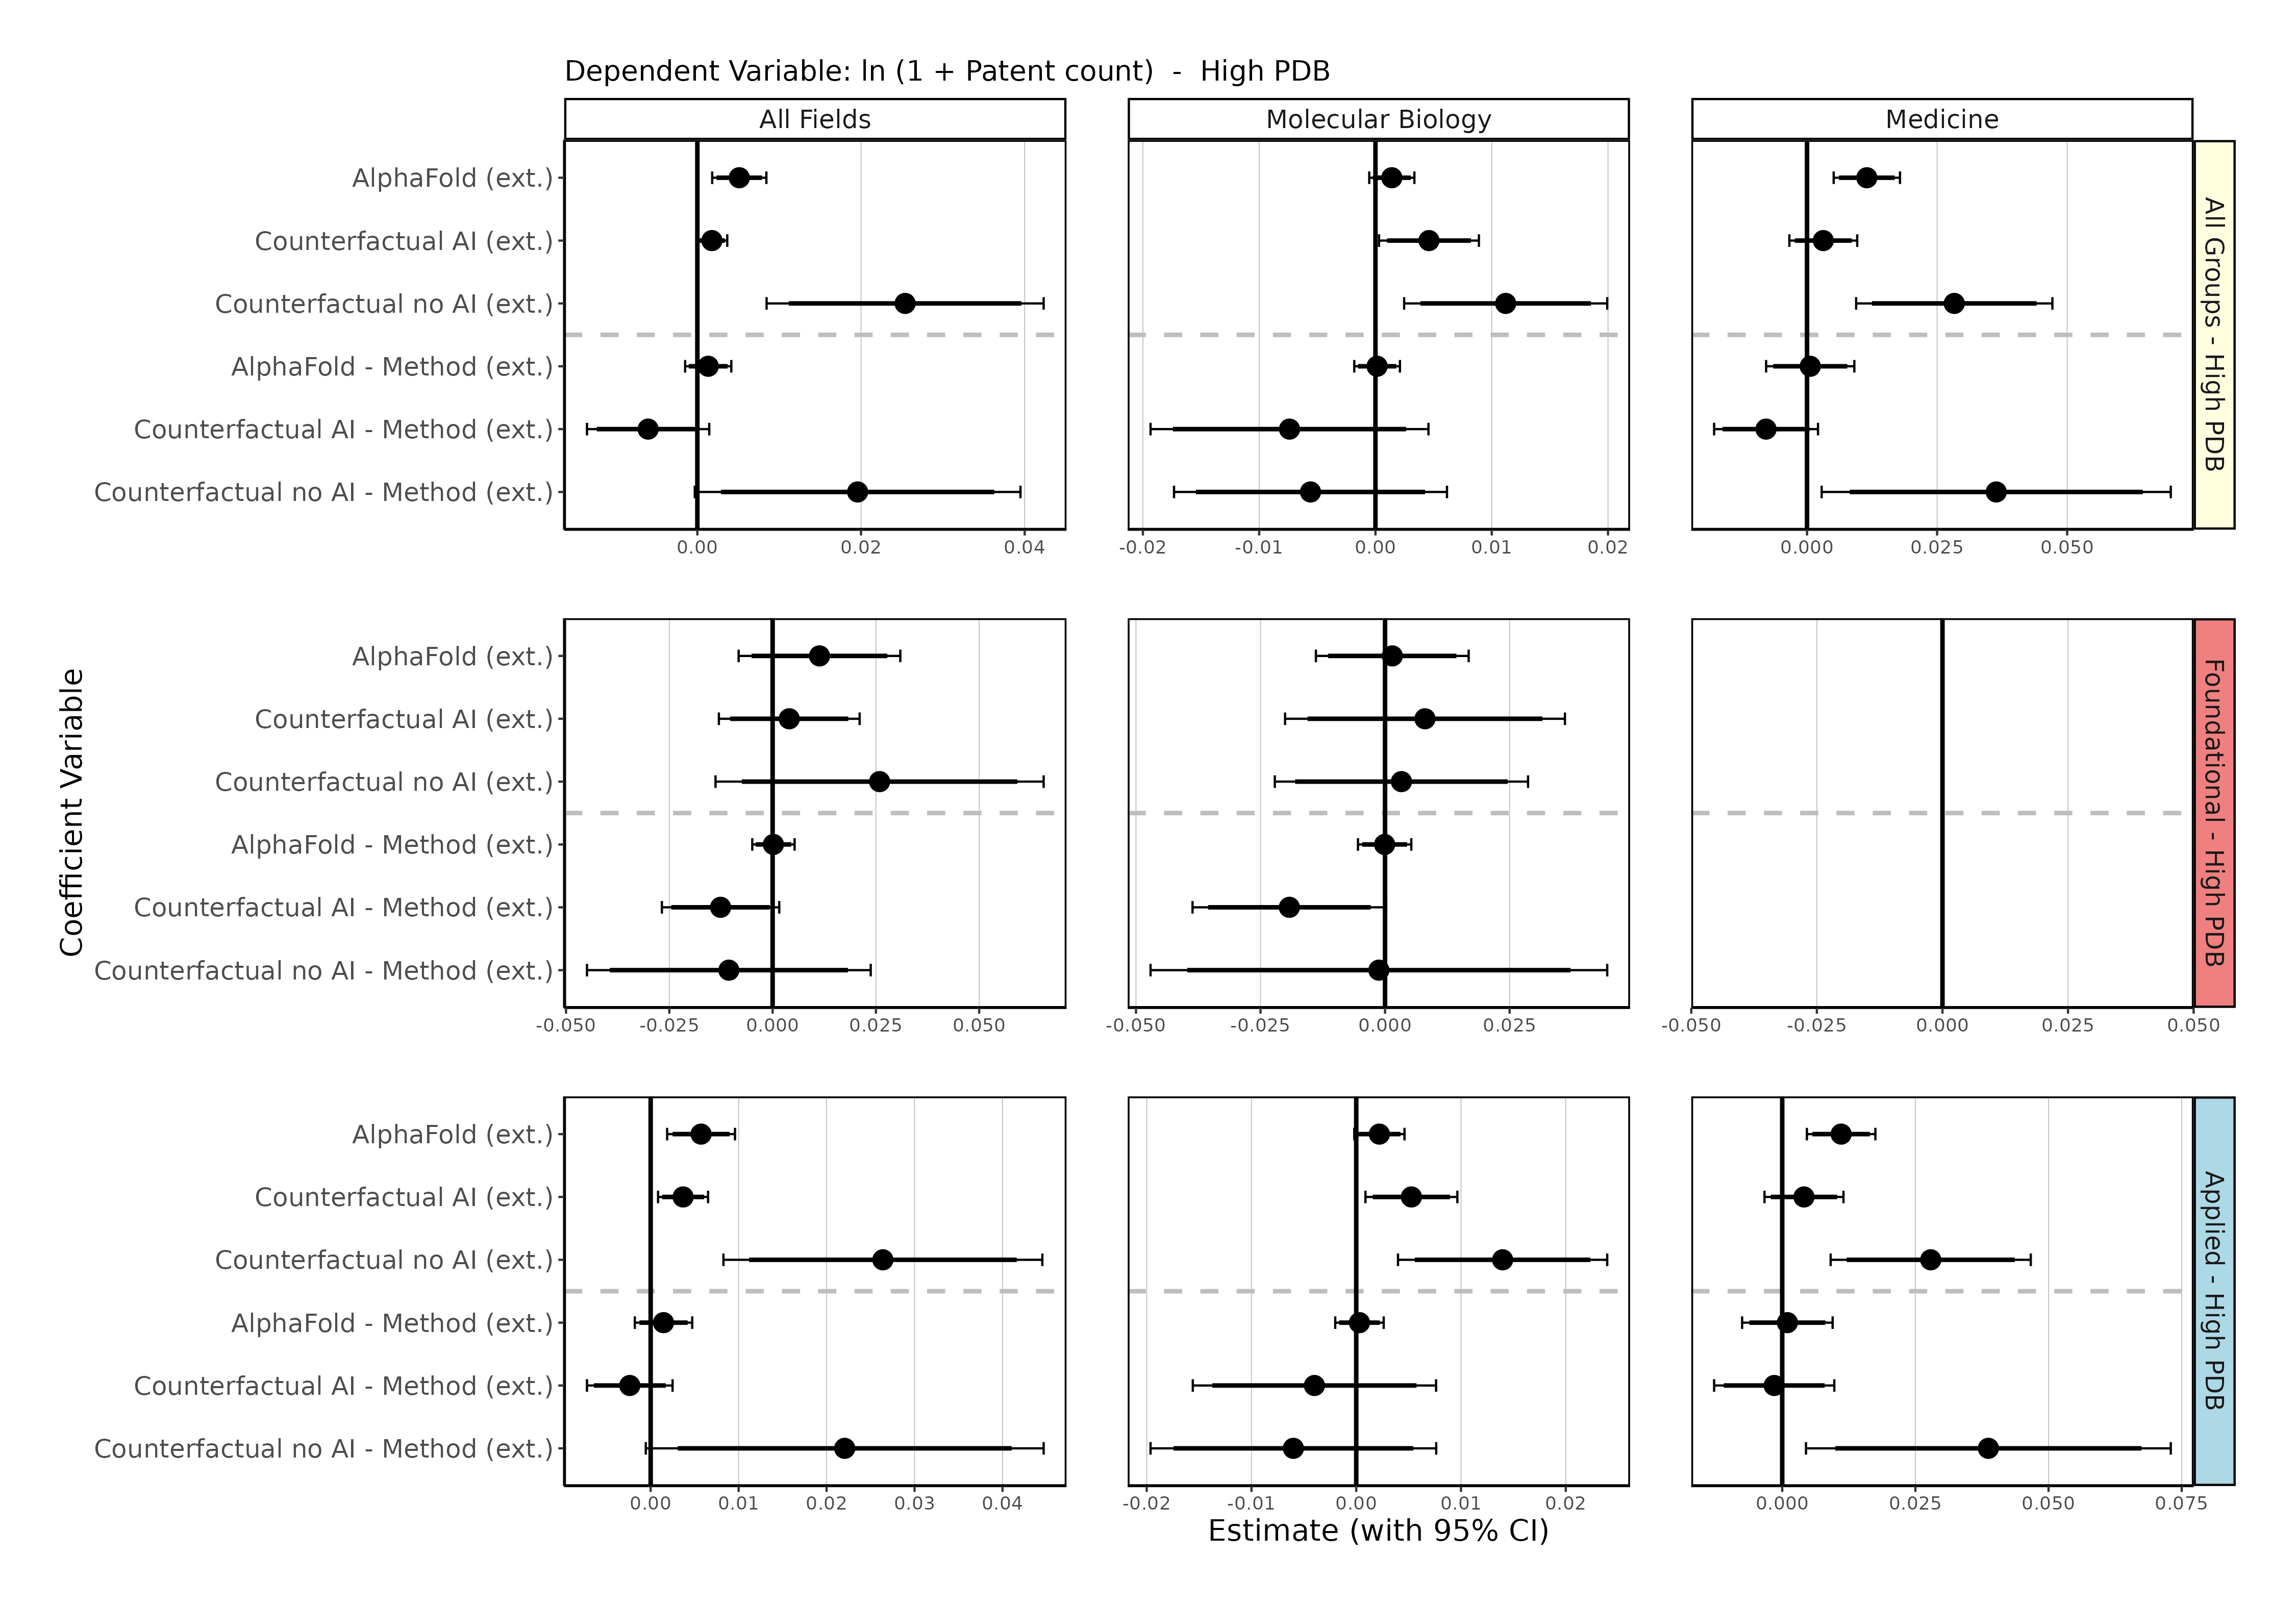 Dependent Variable: ln (1 + Patent count)  -  High PDB
All Fields
Molecular Biology
Medicine
AlphaFold (ext.)
Counterfactual AI (ext.)
Counterfactual no AI (ext.)
AlphaFold - Method (ext.)
Counterfactual AI - Method (ext.)
Counterfactual no AI - Method (ext.)
All Groups - High PDB
0.00 0.02 0.04
-0.02 -0.01 0.00 0.01 0.02
0.000 0.025 0.050
Coefficient Variable
AlphaFold (ext.)
Counterfactual AI (ext.)
Counterfactual no AI (ext.)
AlphaFold - Method (ext.)
Counterfactual AI - Method (ext.)
Counterfactual no AI - Method (ext.)
Foundational - High PDB
-0.050 -0.025 0.000 0.025 0.050
-0.050 -0.025 0.000 0.025
-0.050 -0.025 0.000 0.025 0.050
AlphaFold (ext.)
Counterfactual AI (ext.)
Counterfactual no AI (ext.)
AlphaFold - Method (ext.)
Counterfactual AI - Method (ext.)
Counterfactual no AI - Method (ext.)
Applied - High PDB
0.00 0.01 0.02 0.03 0.04
-0.02 -0.01 0.00 0.01 0.02
0.000 0.025 0.050 0.075
Estimate (with 95% CI)